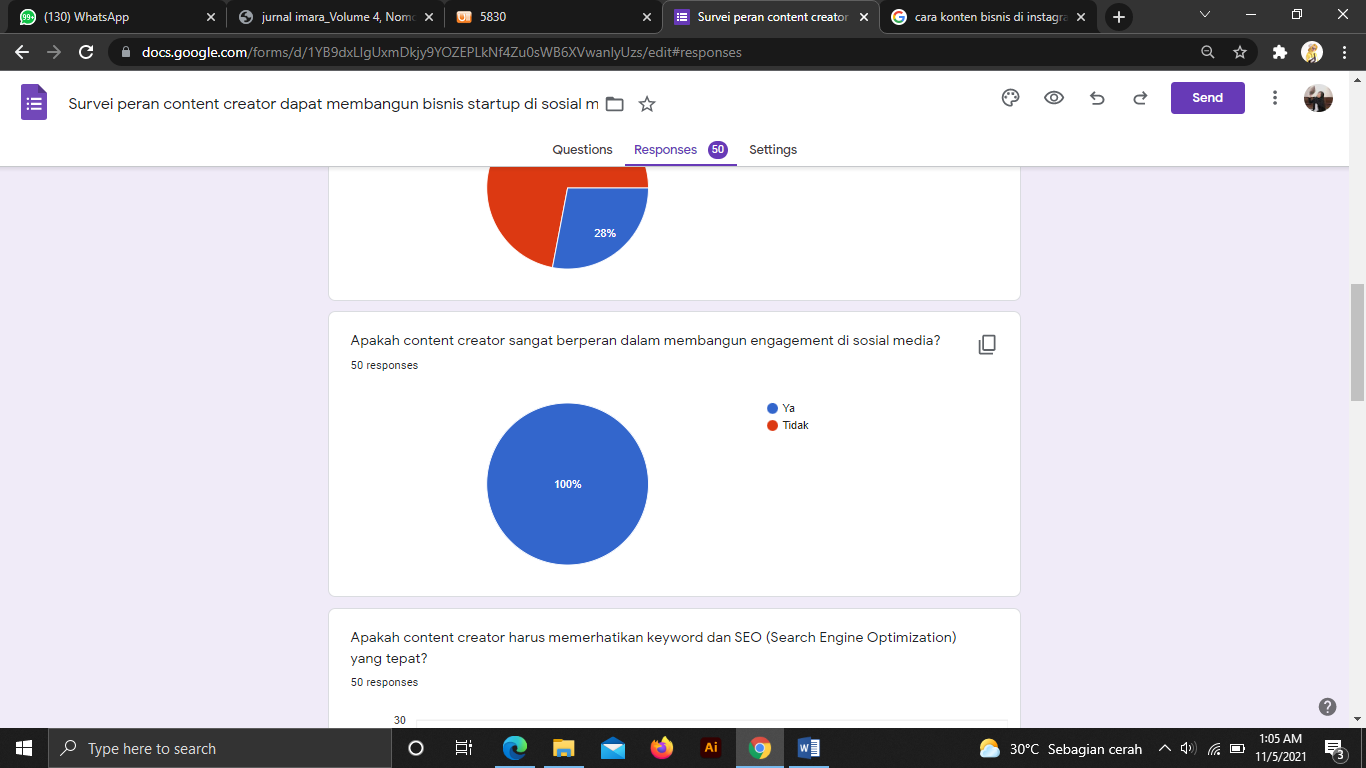 (130) WhatsApp
jurnal imara_Volume 4, Nomo
5830
Survei peran content creator
cara konten bisnis di instagra
docs.google.com/forms/d/1YB9dxLIgUxmDkjy9YOZEPLkNf4Zu0sWB6XVwanIyUzs/edit#responses
Survei peran content creator dapat membangun bisnis startup di sosial m
Send
Questions
Responses 50
Settings
28%
Apakah content creator sangat berperan dalam membangun engagement di sosial media?
50 responses
Ya
Tidak
100%
Apakah content creator harus memerhatikan keyword dan SEO (Search Engine Optimization)
yang tepat?
50 responses
30
Type here to search
Ai
30°C Sebagian cerah
1:05 AM
11/5/2021
3